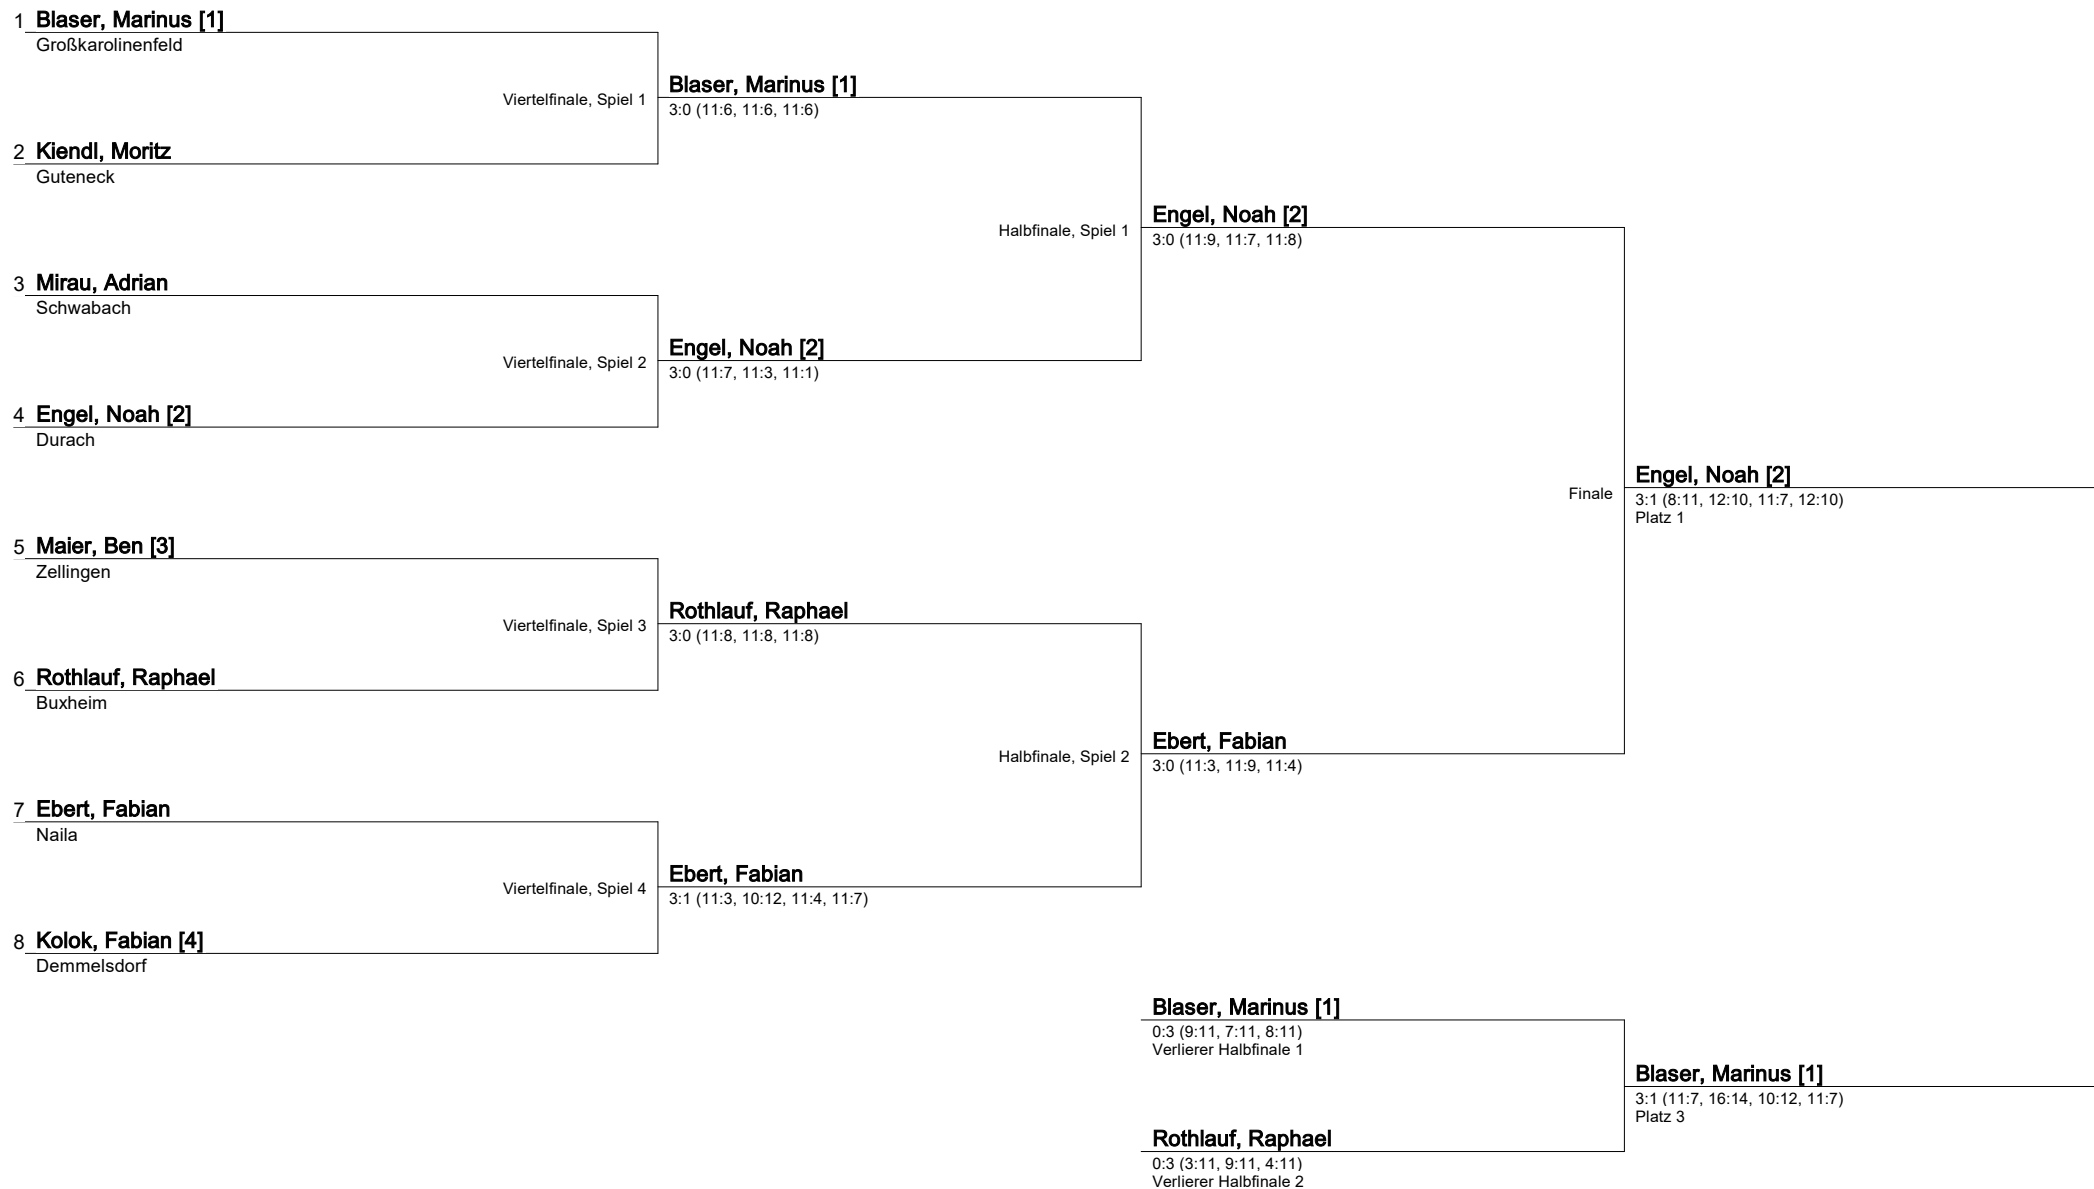 1 Blaser, Marinus [1]
Großkarolinenfeld
Viertelfinale, Spiel 1
Blaser, Marinus [1]
3:0 (11:6, 11:6, 11:6)
2 Kiendl, Moritz
Guteneck
Halbfinale, Spiel 1
Engel, Noah [2]
3:0 (11:9, 11:7, 11:8)
3 Mirau, Adrian
Schwabach
Viertelfinale, Spiel 2
Engel, Noah [2]
3:0 (11:7, 11:3, 11:1)
4 Engel, Noah [2]
Durach
Finale
Engel, Noah [2]
3:1 (8:11, 12:10, 11:7, 12:10)
Platz 1
5 Maier, Ben [3]
Zellingen
Viertelfinale, Spiel 3
Rothlauf, Raphael
3:0 (11:8, 11:8, 11:8)
6 Rothlauf, Raphael
Buxheim
Halbfinale, Spiel 2
Ebert, Fabian
3:0 (11:3, 11:9, 11:4)
7 Ebert, Fabian
Naila
Viertelfinale, Spiel 4
Ebert, Fabian
3:1 (11:3, 10:12, 11:4, 11:7)
8 Kolok, Fabian [4]
Demmelsdorf
Blaser, Marinus [1]
0:3 (9:11, 7:11, 8:11)
Verlierer Halbfinale 1
Blaser, Marinus [1]
3:1 (11:7, 16:14, 10:12, 11:7)
Platz 3
Rothlauf, Raphael
0:3 (3:11, 9:11, 4:11)
Verlierer Halbfinale 2